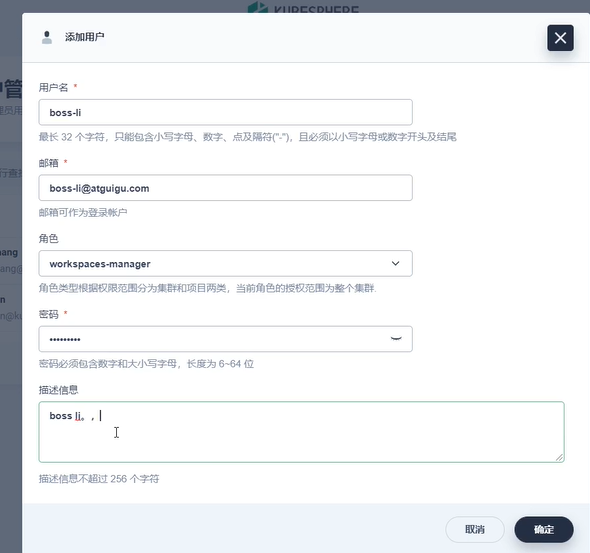 KUBESPHERE
添加用户
用户名 *
boss-li
最长 32 个字符，只能包含小写字母、数字、点及隔符("-")，且必须以小写字母或数字开头及结尾
邮箱 *
boss-li@atguigu.com
邮箱可作为登录帐户
角色
workspaces-manager
角色类型根据权限范围分为集群和项目两类，当前角色的授权范围为整个集群.
密码 *
•••••••••
密码必须包含数字和大小写字母，长度为 6~64 位
描述信息
boss li。，
描述信息不超过 256 个字符
取消
确定